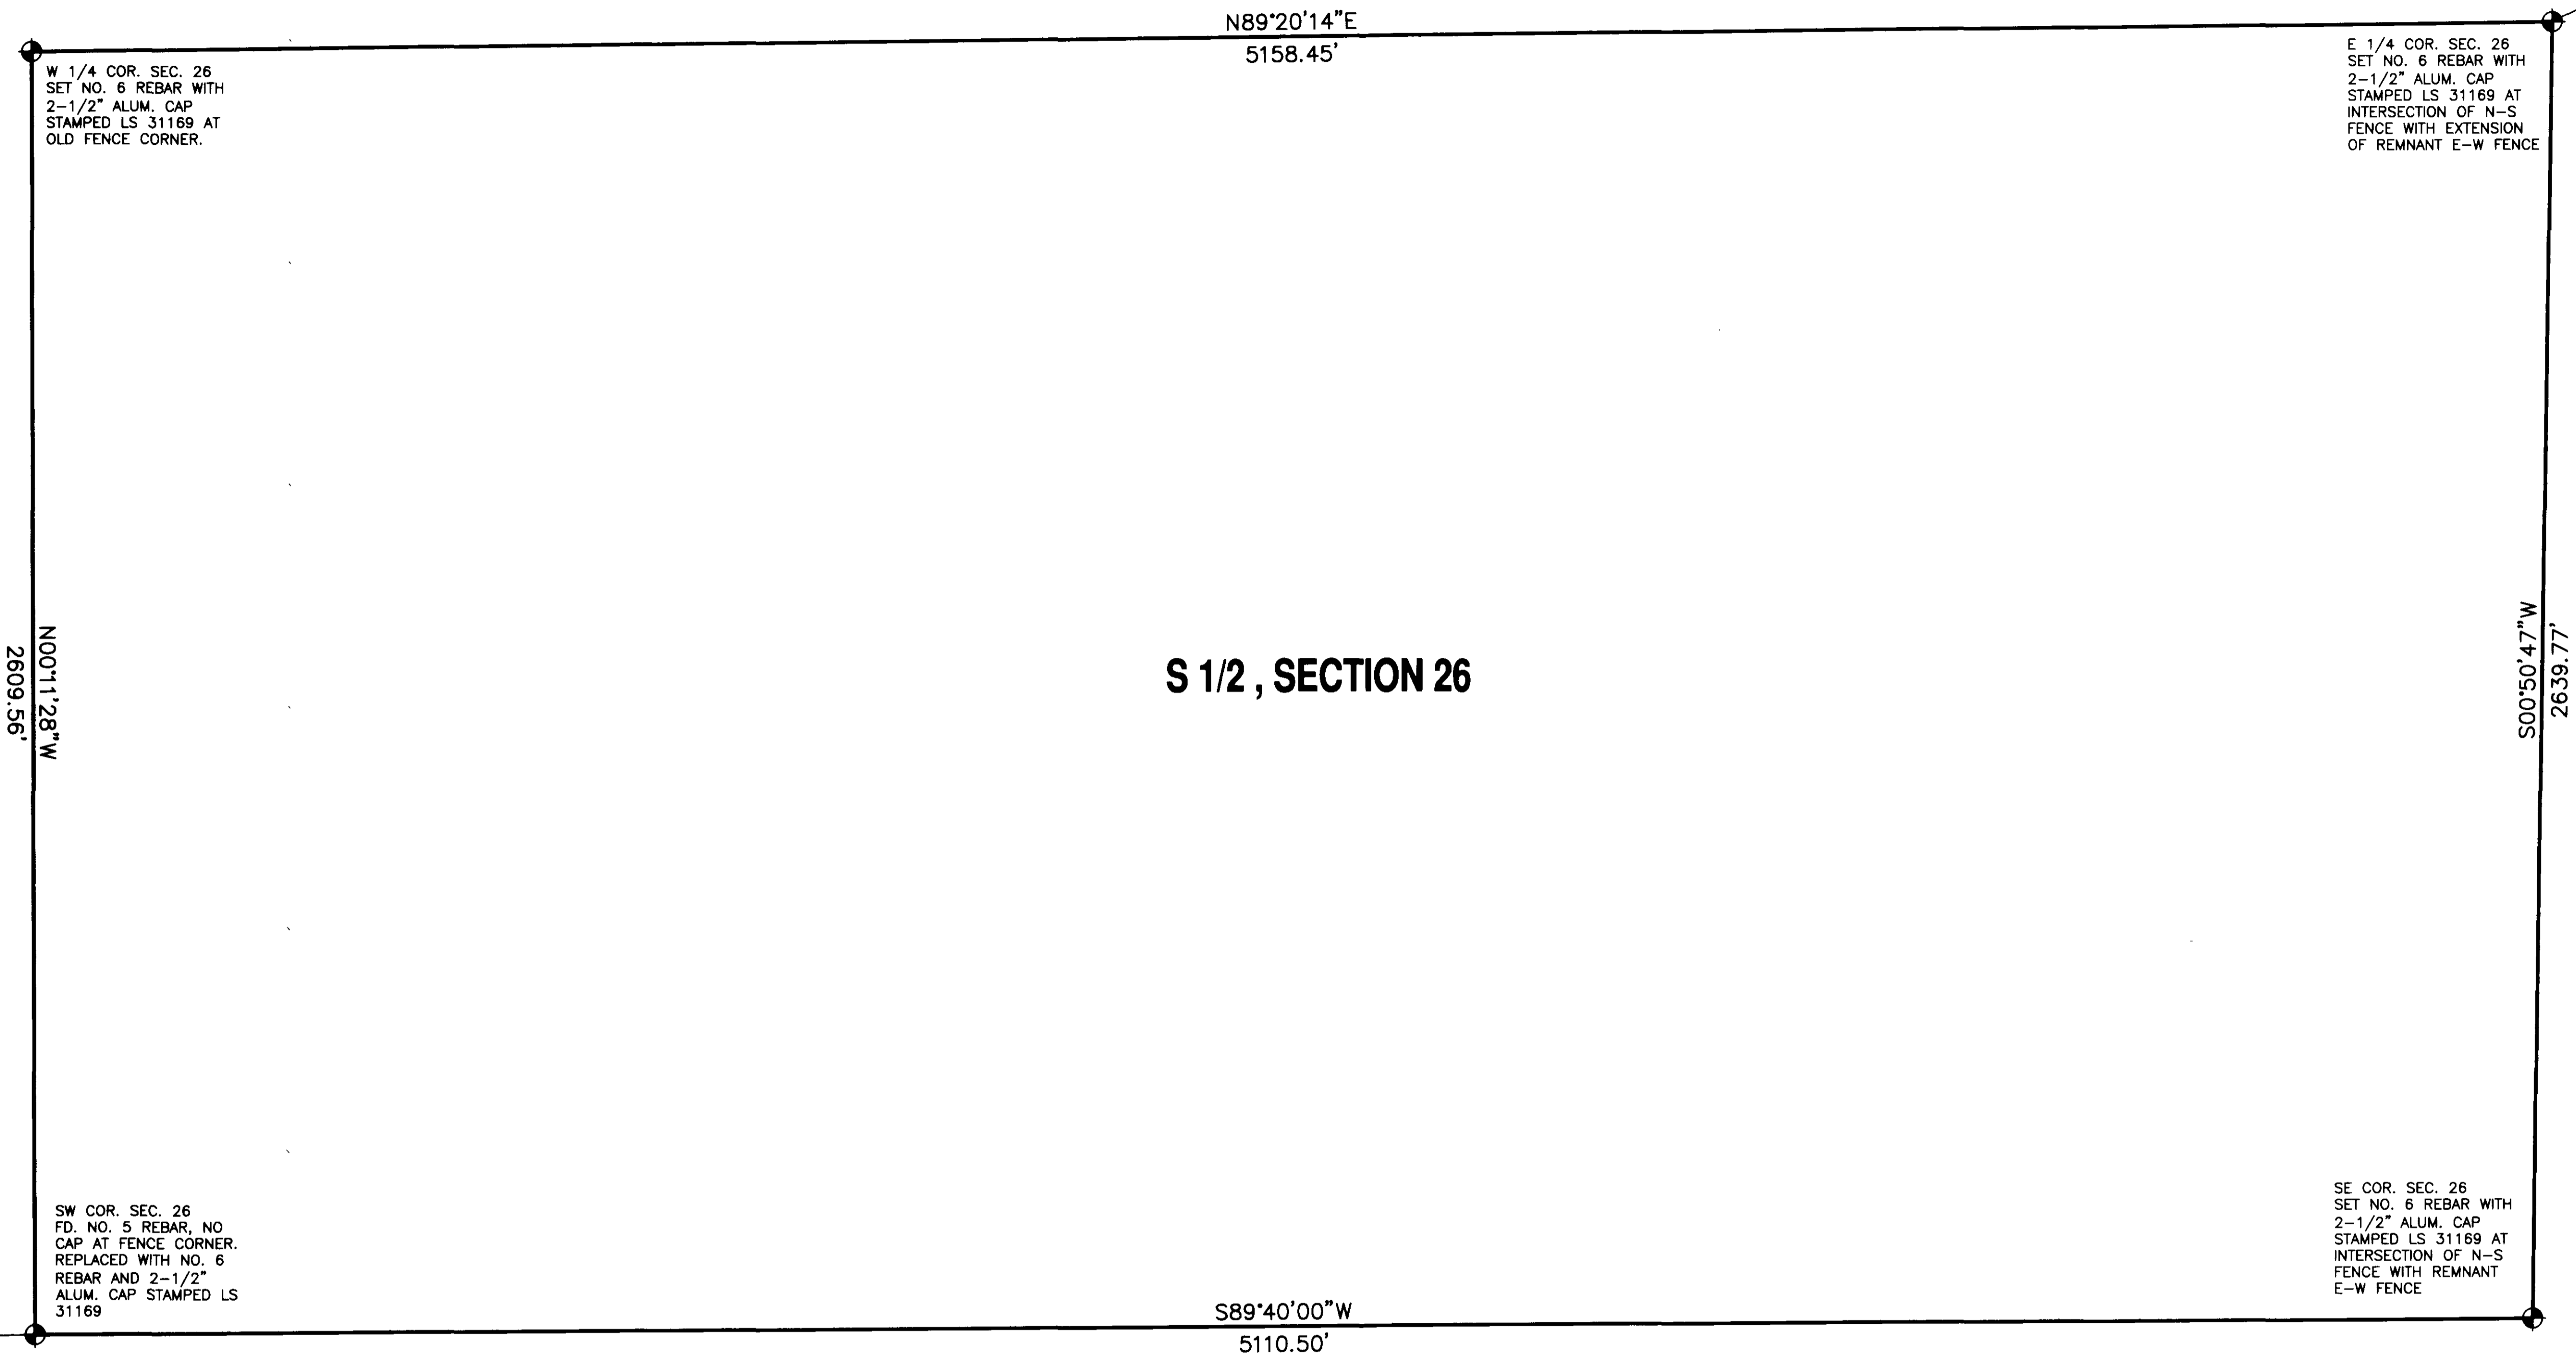 N89°20'14"E
5158.45'
W 1/4 COR. SEC. 26
SET NO. 6 REBAR WITH
2-1/2" ALUM. CAP
STAMPED LS 31169 AT
OLD FENCE CORNER.
E 1/4 COR. SEC. 26
SET NO. 6 REBAR WITH
2-1/2" ALUM. CAP
STAMPED LS 31169 AT
INTERSECTION OF N-S
FENCE WITH EXTENSION
OF REMNANT E-W FENCE
N00°11'28"W
2609.56'
S 1/2 , SECTION 26
S00°50'47"W
2639.77'
SW COR. SEC. 26
FD. NO. 5 REBAR, NO
CAP AT FENCE CORNER.
REPLACED WITH NO. 6
REBAR AND 2-1/2"
ALUM. CAP STAMPED LS
31169
SE COR. SEC. 26
SET NO. 6 REBAR WITH
2-1/2" ALUM. CAP
STAMPED LS 31169 AT
INTERSECTION OF N-S
FENCE WITH REMNANT
E-W FENCE
S89°40'00"W
5110.50'